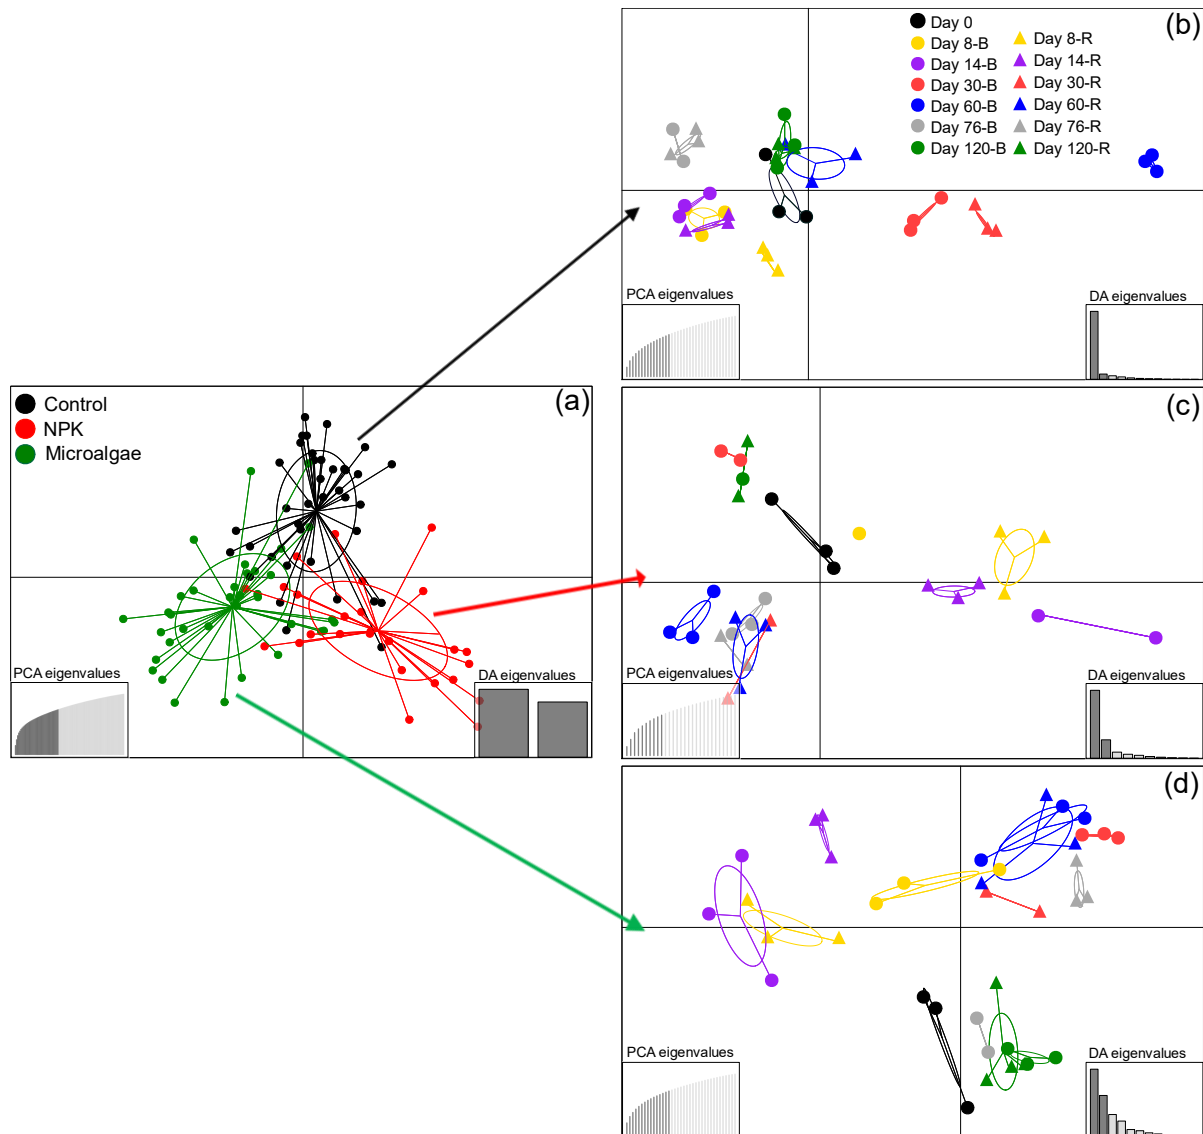 (a)
Control
NPK
Microalgae
PCA eigenvalues
DA eigenvalues
(b)
Day 0
Day 8-B
Day 14-B
Day 30-B
Day 60-B
Day 76-B
Day 120-B
Day 8-R
Day 14-R
Day 30-R
Day 60-R
Day 76-R
Day 120-R
PCA eigenvalues
DA eigenvalues
(c)
PCA eigenvalues
DA eigenvalues
(d)
PCA eigenvalues
DA eigenvalues